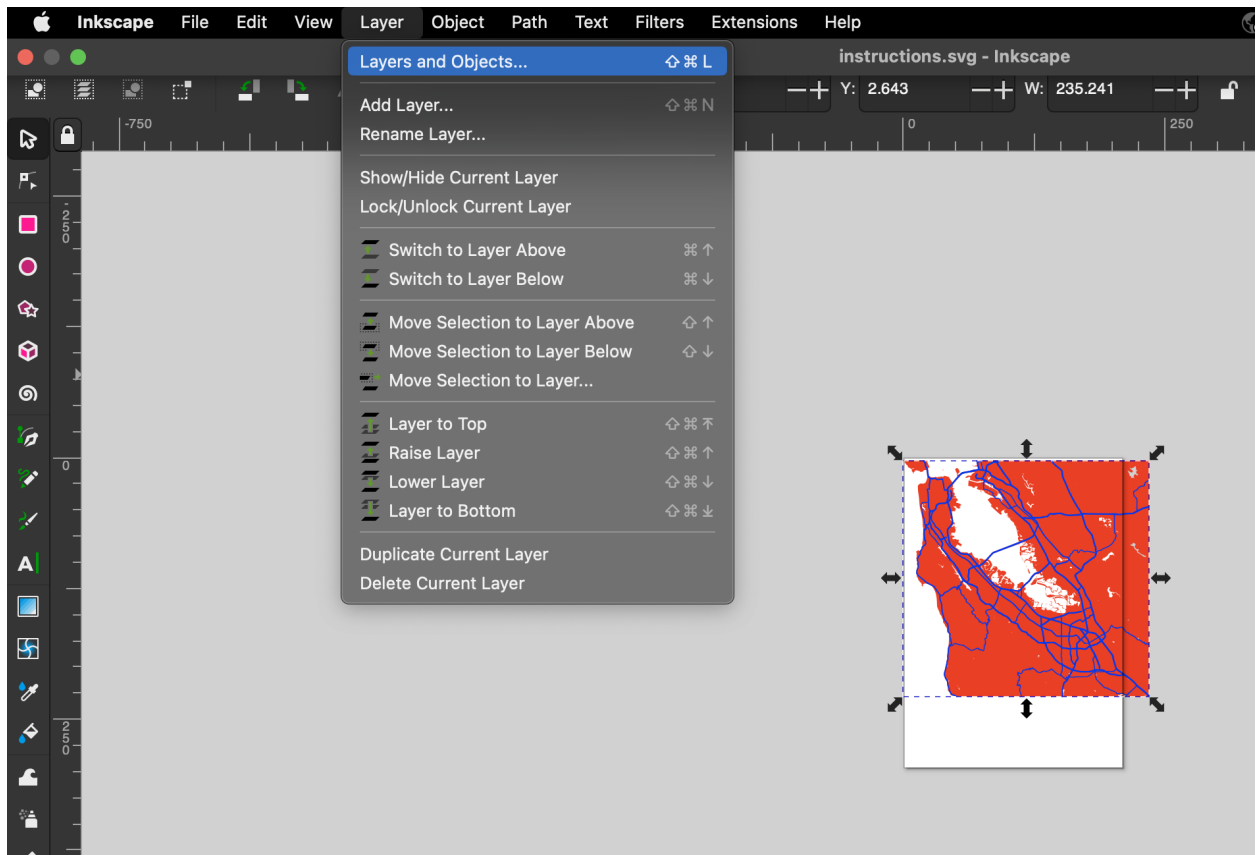 Inkscape File Edit View Layer Object Path Text Filters Extensions Help
instructions.svg - Inkscape
Y: 2.643 W: 235.241
-750 0 250
-250
0
250
A
Layers and Objects... ⇧⌘L
Add Layer... ⇧⌘N
Rename Layer...
Show/Hide Current Layer
Lock/Unlock Current Layer
Switch to Layer Above ⌘↑
Switch to Layer Below ⌘↓
Move Selection to Layer Above ⇧↑
Move Selection to Layer Below ⇧↓
Move Selection to Layer...
Layer to Top ⇧⌘⤒
Raise Layer ⇧⌘↑
Lower Layer ⇧⌘↓
Layer to Bottom ⇧⌘⤓
Duplicate Current Layer
Delete Current Layer